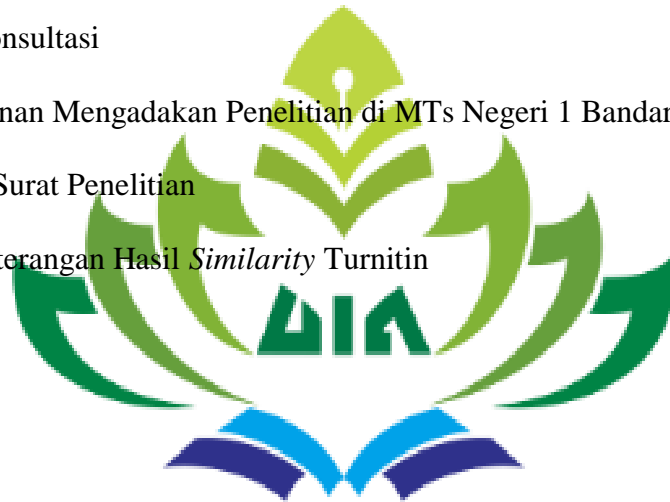 onsultasi
nan Mengadakan Penelitian di MTs Negeri 1 Bandar
Surat Penelitian
terangan Hasil Similarity Turnitin
UIN